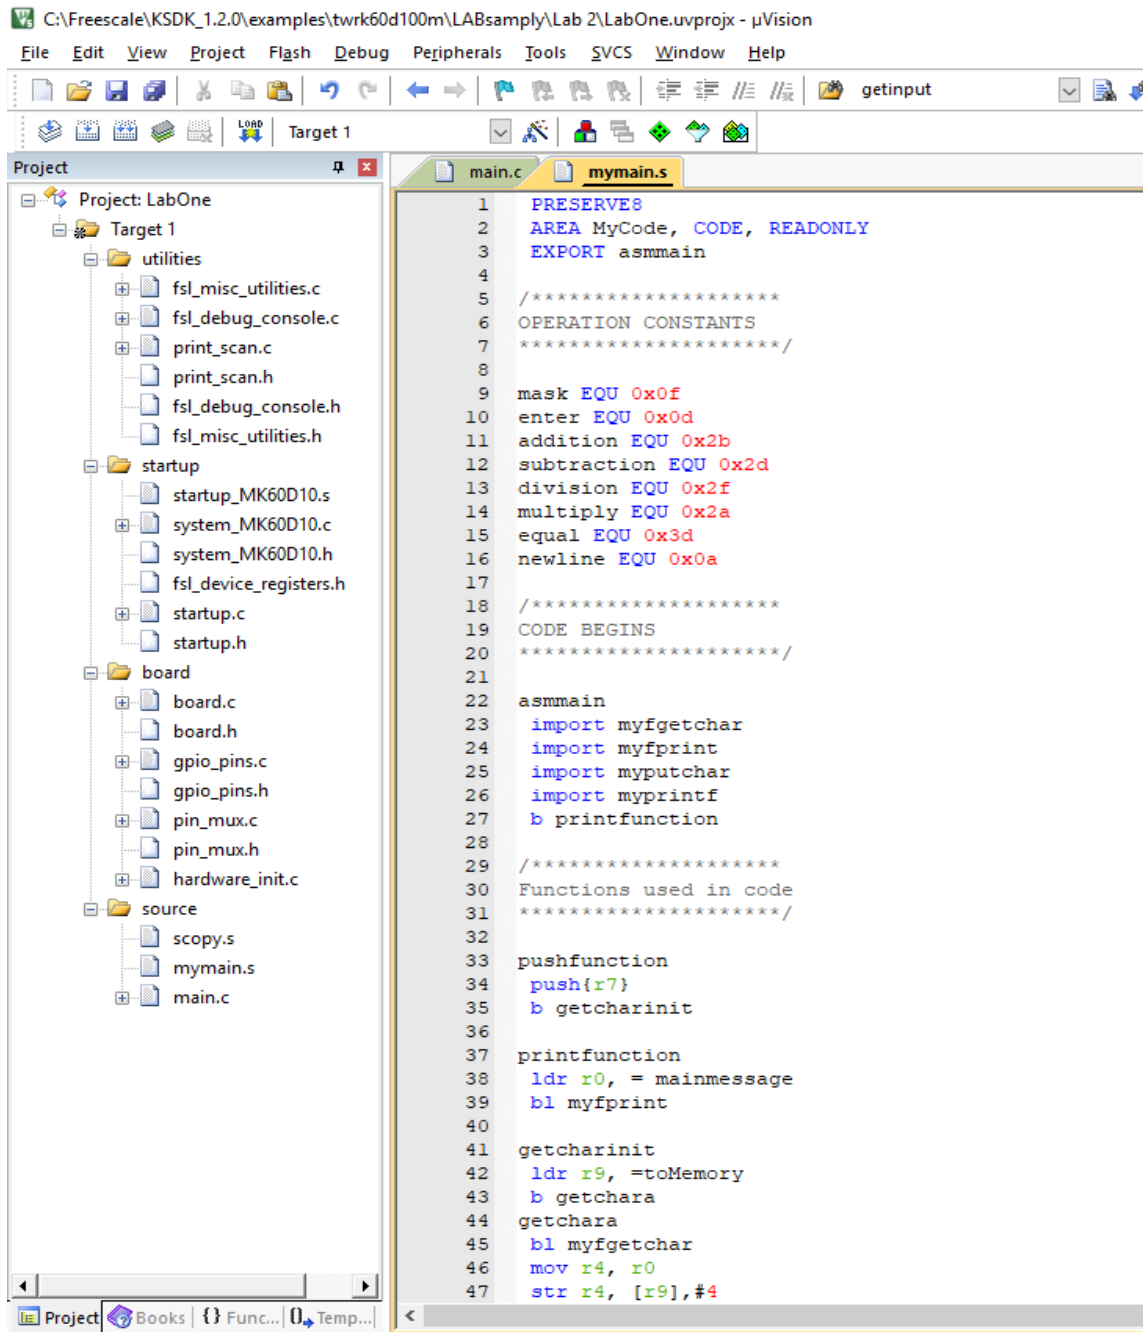 C:\Freescale\KSDK_1.2.0\examples\twrk60d100m\LABsamply\Lab 2\LabOne.uvprojx - µVision
File Edit View Project Flash Debug Peripherals Tools SVCS Window Help
getinput
LOAD Target 1
Project
main.c mymain.s
Project: LabOne
Target 1
utilities
fsl_misc_utilities.c
fsl_debug_console.c
print_scan.c
print_scan.h
fsl_debug_console.h
fsl_misc_utilities.h
startup
startup_MK60D10.s
system_MK60D10.c
system_MK60D10.h
fsl_device_registers.h
startup.c
startup.h
board
board.c
board.h
gpio_pins.c
gpio_pins.h
pin_mux.c
pin_mux.h
hardware_init.c
source
scopy.s
mymain.s
main.c
Project Books {} Func... Temp...
1 PRESERVE8
2 AREA MyCode, CODE, READONLY
3 EXPORT asmmain
4
5 /********************
6 OPERATION CONSTANTS
7 *********************/
8
9 mask EQU 0x0f
10 enter EQU 0x0d
11 addition EQU 0x2b
12 subtraction EQU 0x2d
13 division EQU 0x2f
14 multiply EQU 0x2a
15 equal EQU 0x3d
16 newline EQU 0x0a
17
18 /********************
19 CODE BEGINS
20 *********************/
21
22 asmmain
23 import myfgetchar
24 import myfprint
25 import myputchar
26 import myprintf
27 b printfunction
28
29 /********************
30 Functions used in code
31 *********************/
32
33 pushfunction
34 push{r7}
35 b getcharinit
36
37 printfunction
38 ldr r0, = mainmessage
39 bl myfprint
40
41 getcharinit
42 ldr r9, =toMemory
43 b getchara
44 getchara
45 bl myfgetchar
46 mov r4, r0
47 str r4, [r9],#4